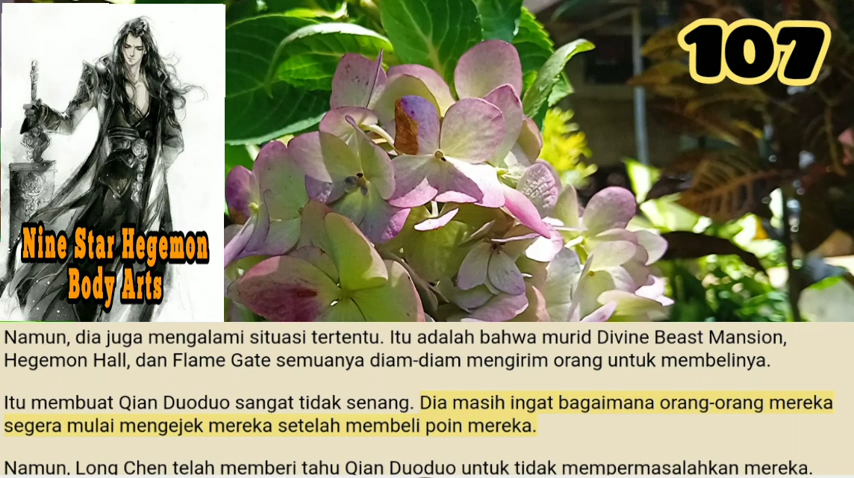 107
Nine Star Hegemon
Body Arts
Namun, dia juga mengalami situasi tertentu. Itu adalah bahwa murid Divine Beast Mansion,
Hegemon Hall, dan Flame Gate semuanya diam-diam mengirim orang untuk membelinya.
Itu membuat Qian Duoduo sangat tidak senang. Dia masih ingat bagaimana orang-orang mereka
segera mulai mengejek mereka setelah membeli poin mereka.
Namun, Long Chen telah memberi tahu Qian Duoduo untuk tidak mempermasalahkan mereka.